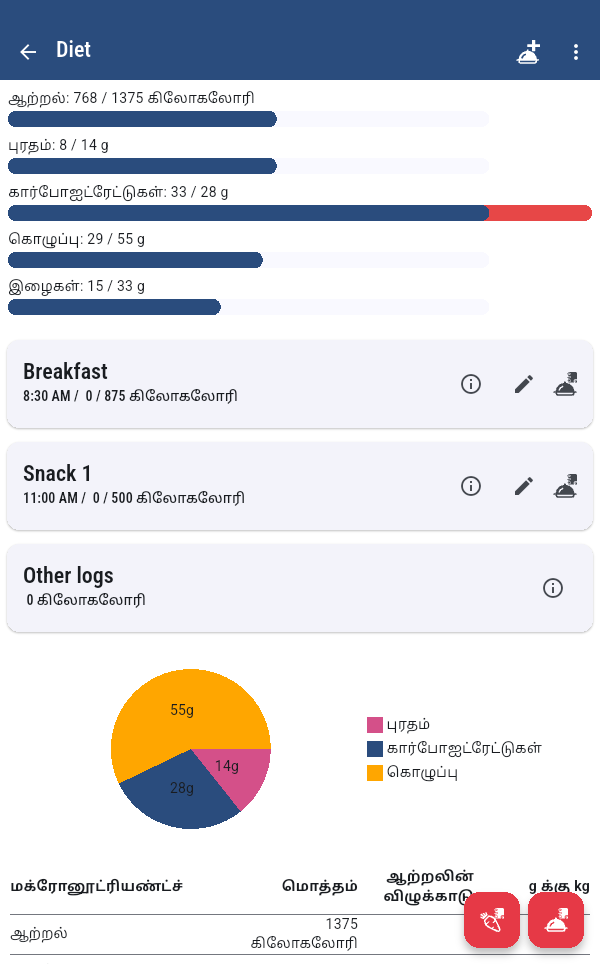 Diet
ஆற்றல்: 768 / 1375 கிலோகலோரி
புரதம்: 8 / 14 g
கார்போஐட்ரேட்டுகள்: 33 / 28 g
கொழுப்பு: 29 / 55 g
இழைகள்: 15 / 33 g
Breakfast
8:30 AM / 0 / 875 கிலோகலோரி
Snack 1
11:00 AM / 0 / 500 கிலோகலோரி
Other logs
0 கிலோகலோரி
55g
14g
28g
புரதம்
கார்போஐட்ரேட்டுகள்
கொழுப்பு
மக்ரோனூட்ரியண்ட்ச் மொத்தம் ஆற்றலின் g க்கு kg
விழுக்காடு
ஆற்றல் 1375
கிலோகலோரி